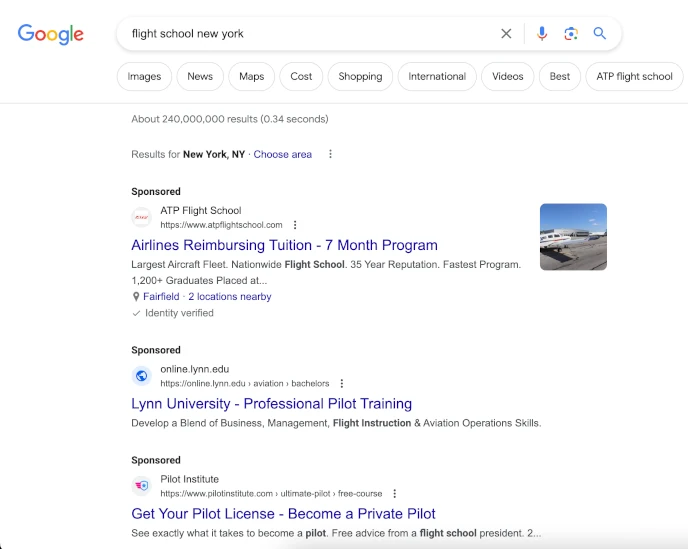 Google
flight school new york
Images News Maps Cost Shopping International Videos Best ATP flight school
About 240,000,000 results (0.34 seconds)
Results for New York, NY · Choose area
Sponsored
ATP Flight School
https://www.atpflightschool.com
Airlines Reimbursing Tuition - 7 Month Program
Largest Aircraft Fleet. Nationwide Flight School. 35 Year Reputation. Fastest Program.
1,200+ Graduates Placed at...
Fairfield · 2 locations nearby
Identity verified
Sponsored
online.lynn.edu
https://online.lynn.edu › aviation › bachelors
Lynn University - Professional Pilot Training
Develop a Blend of Business, Management, Flight Instruction & Aviation Operations Skills.
Sponsored
Pilot Institute
https://www.pilotinstitute.com › ultimate-pilot › free-course
Get Your Pilot License - Become a Private Pilot
See exactly what it takes to become a pilot. Free advice from a flight school president. 2...